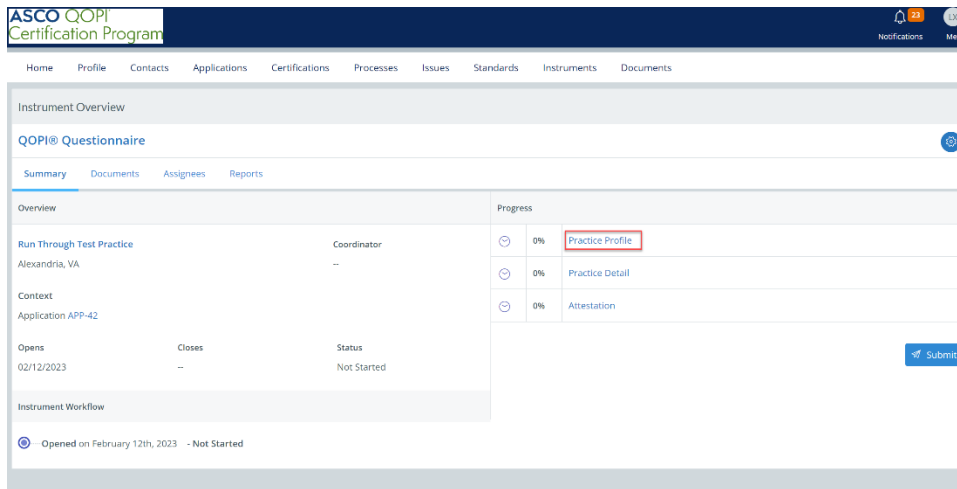 ASCO QOPI
Certification Program
23
LX
Notifications
Me
Home Profile Contacts Applications Certifications Processes Issues Standards Instruments Documents
Instrument Overview
QOPI® Questionnaire
Summary Documents Assignees Reports
Overview
Run Through Test Practice
Coordinator
Alexandria, VA
--
Context
Application APP-42
Opens Closes Status
02/12/2023 -- Not Started
Instrument Workflow
Opened on February 12th, 2023 - Not Started
Progress
0% Practice Profile
0% Practice Detail
0% Attestation
Submit